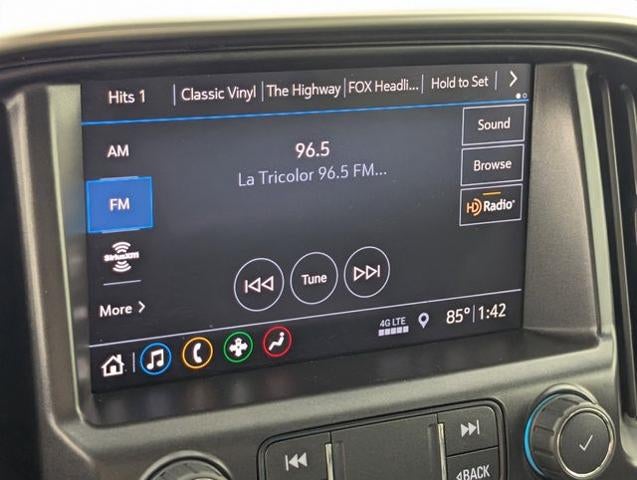 Hits 1 | Classic Vinyl | The Highway | FOX Headli... | Hold to Set |
AM
96.5
Sound
La Tricolor 96.5 FM...
Browse
FM
HD Radio
SiriusXM
Tune
More
4G LTE
85° | 1:42
BACK